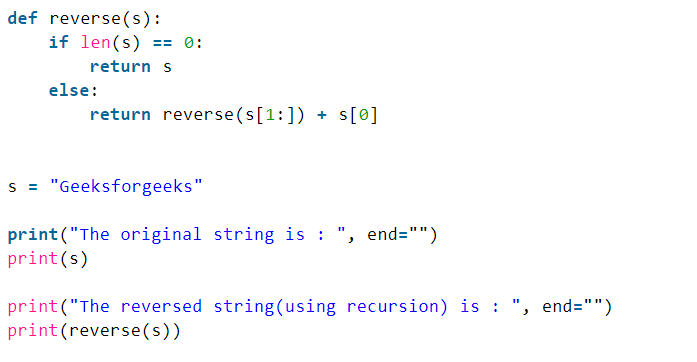 def reverse(s):
    if len(s) == 0:
        return s
    else:
        return reverse(s[1:]) + s[0]
s = "Geeksforgeeks"
print("The original string is : ", end="")
print(s)
print("The reversed string(using recursion) is : ", end="")
print(reverse(s))